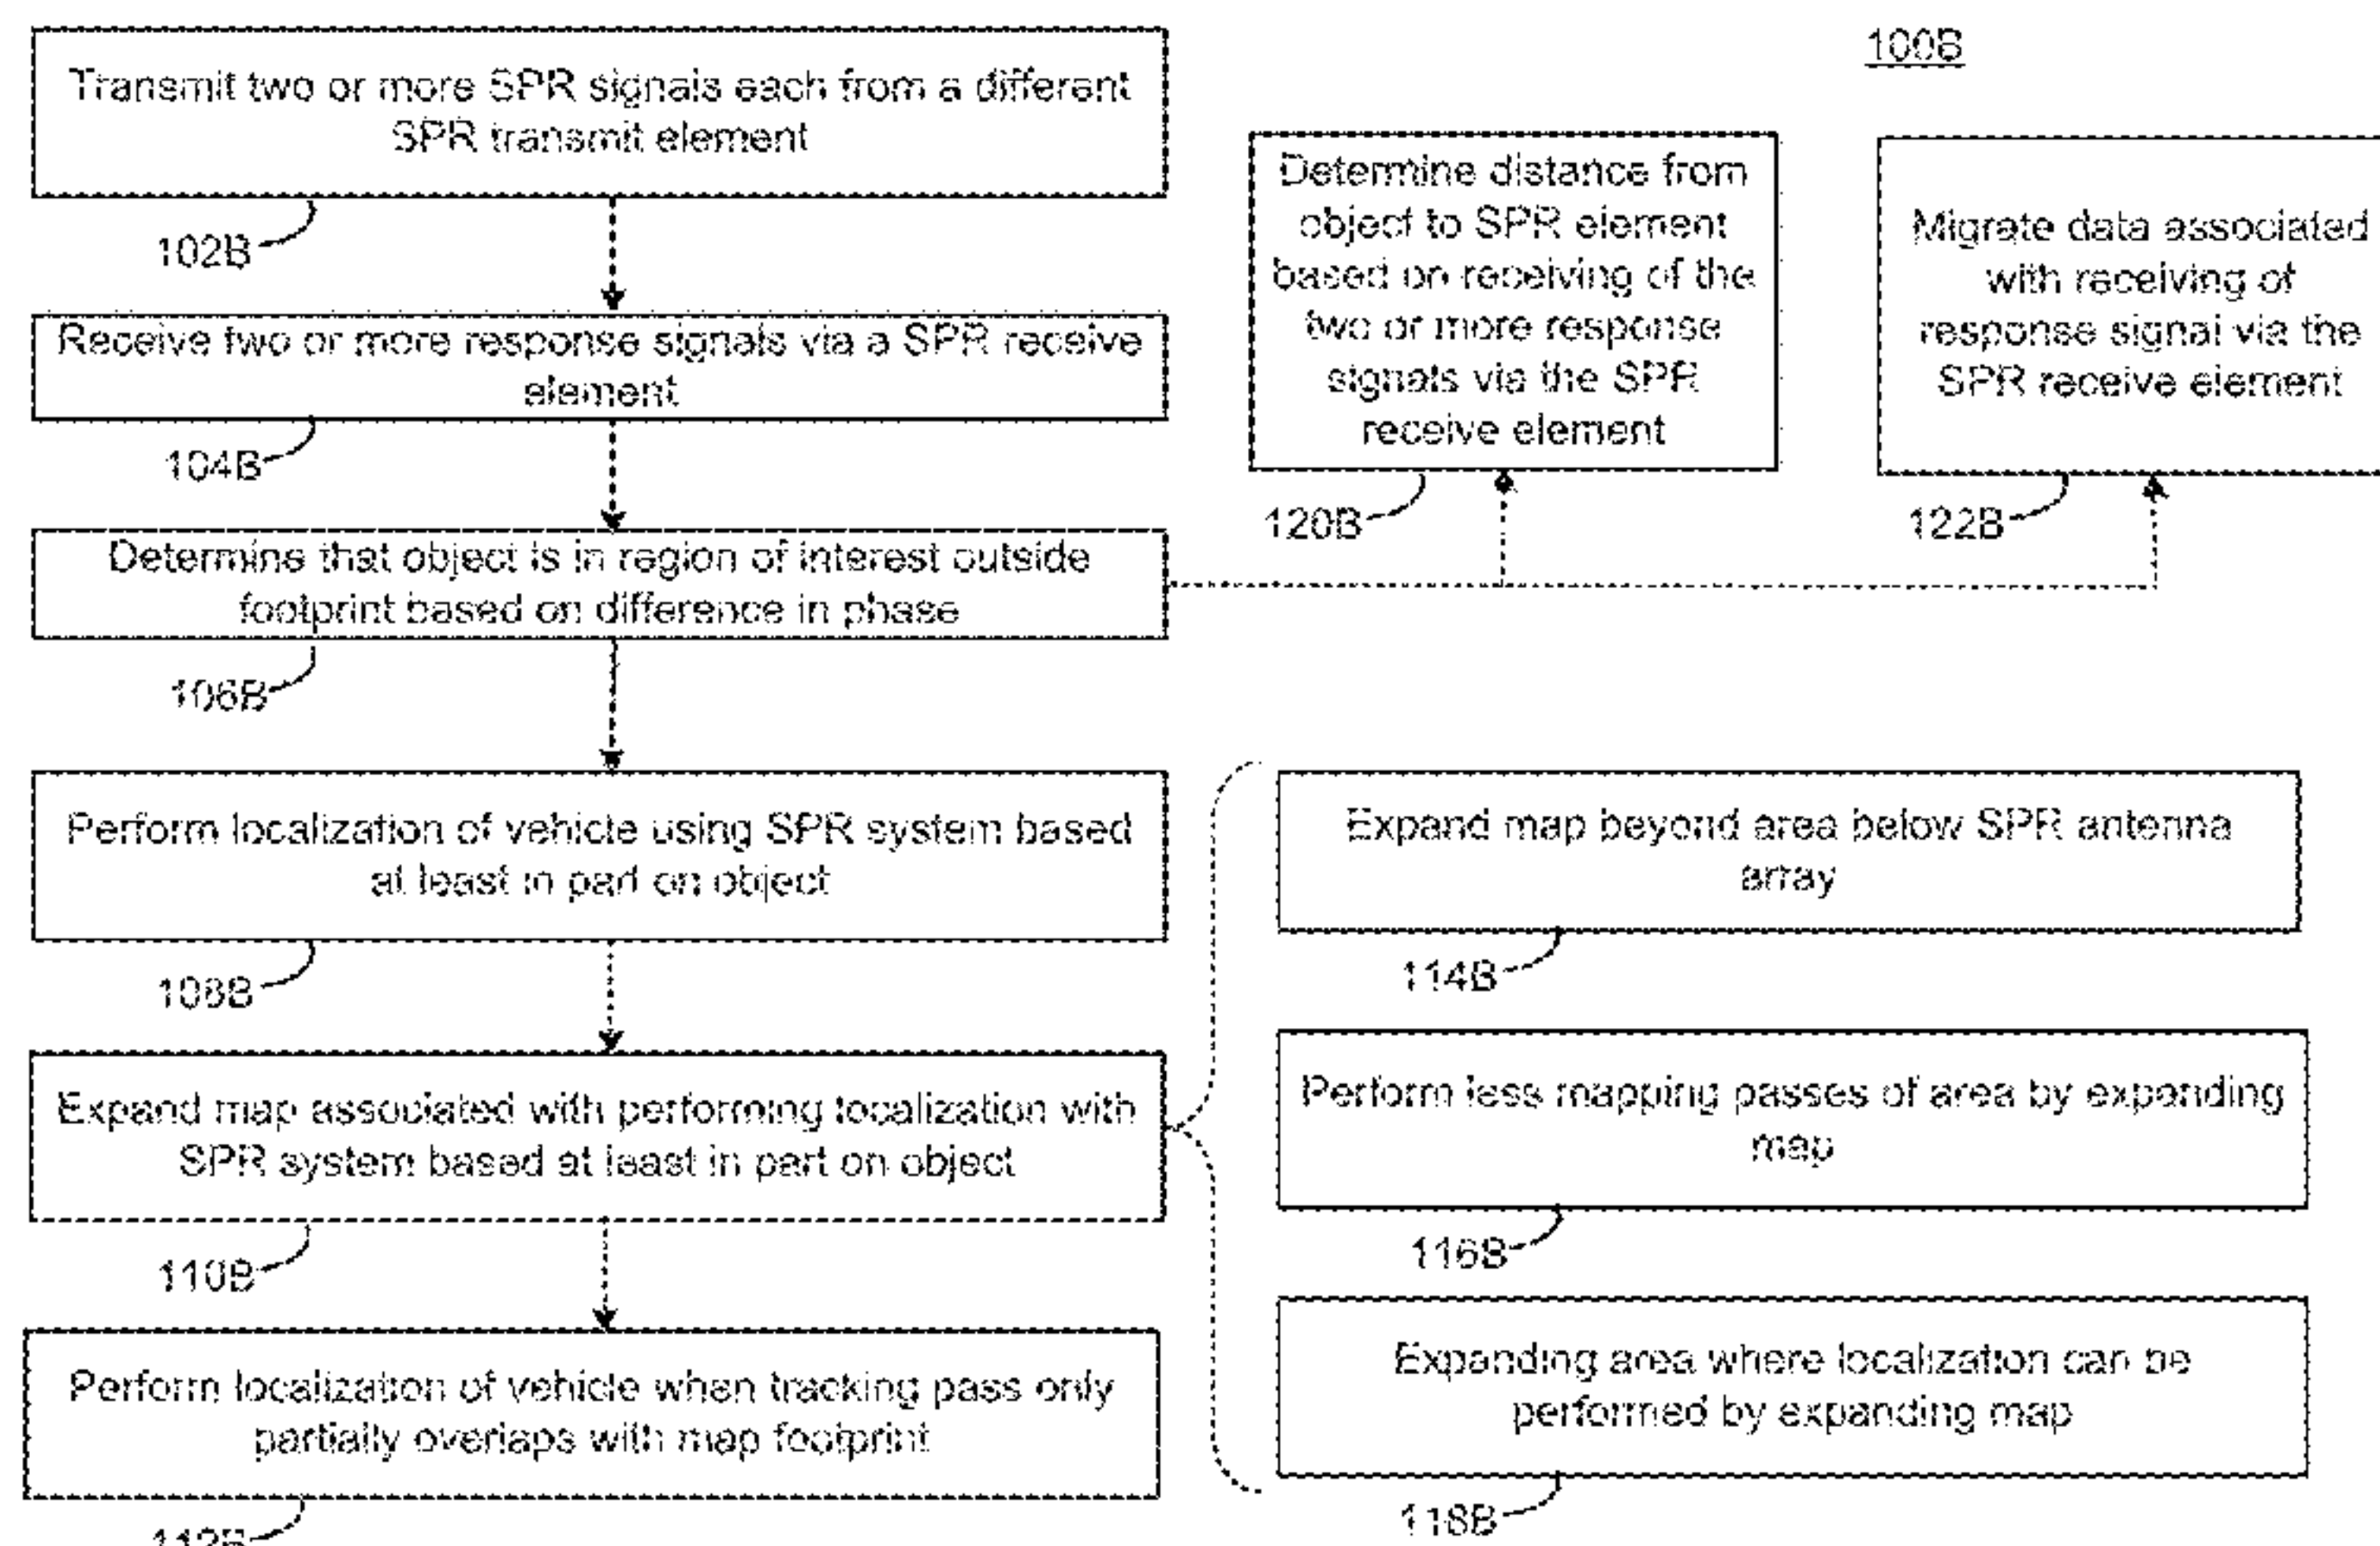 100B
Transmit two or more SPR signals each from a different
SPR transmit element
102B
Receive two or more response signals via a SPR receive
element
104B
Determine that object is in region of interest outside
footprint based on difference in phase
106B
Determine distance from
object to SPR element
based on receiving of the
two or more response
signals via the SPR
receive element
120B
Migrate data associated
with receiving of
response signal via the
SPR receive element
122B
Perform localization of vehicle using SPR system based
at least in part on object
108B
Expand map associated with performing localization with
SPR system based at least in part on object
110B
Perform localization of vehicle when tracking pass only
partially overlaps with map footprint
112B
Expand map beyond area below SPR antenna
array
114B
Perform less mapping passes of area by expanding
map
116B
Expanding area where localization can be
performed by expanding map
118B